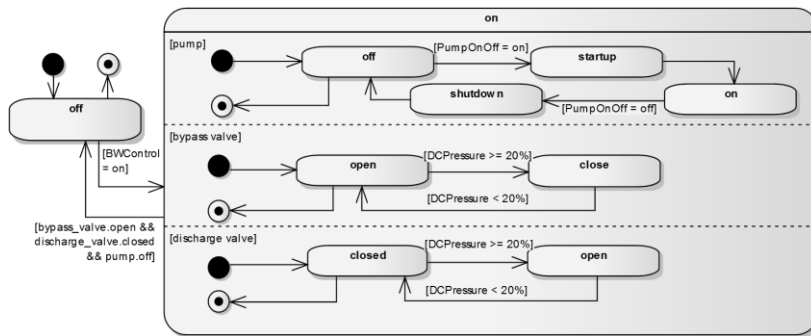 on
[pump]
off
[PumpOnOff = on]
startup
shutdown
on
[PumpOnOff = off]
off
[BWControl
= on]
[bypass valve]
open
[DCPressure >= 20%]
close
[DCPressure < 20%]
[bypass_valve.open &&
discharge_valve.closed
&& pump.off]
[discharge valve]
closed
[DCPressure >= 20%]
open
[DCPressure < 20%]